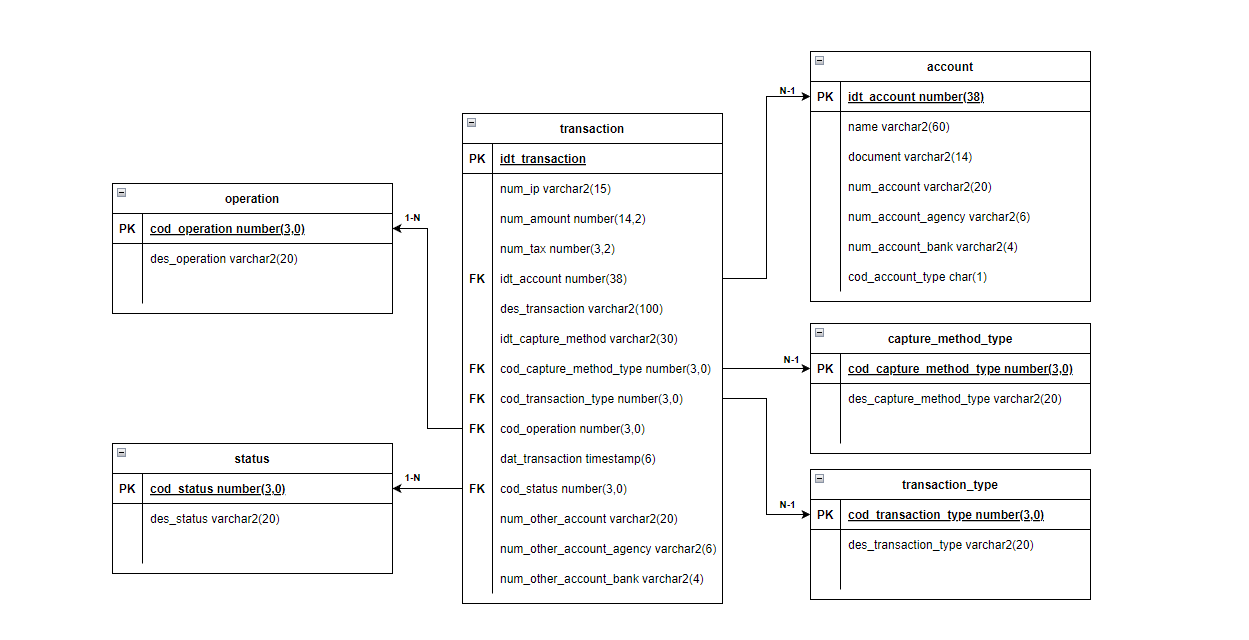 account
PK idt_account number(38)
name varchar2(60)
document varchar2(14)
num_account varchar2(20)
num_account_agency varchar2(6)
num_account_bank varchar2(4)
cod_account_type char(1)
N-1
transaction
PK idt_transaction
num_ip varchar2(15)
num_amount number(14,2)
num_tax number(3,2)
FK idt_account number(38)
des_transaction varchar2(100)
idt_capture_method varchar2(30)
FK cod_capture_method_type number(3,0)
FK cod_transaction_type number(3,0)
FK cod_operation number(3,0)
dat_transaction timestamp(6)
FK cod_status number(3,0)
num_other_account varchar2(20)
num_other_account_agency varchar2(6)
num_other_account_bank varchar2(4)
operation
PK cod_operation number(3,0)
des_operation varchar2(20)
1-N
capture_method_type
PK cod_capture_method_type number(3,0)
des_capture_method_type varchar2(20)
N-1
status
PK cod_status number(3,0)
des_status varchar2(20)
1-N
transaction_type
PK cod_transaction_type number(3,0)
des_transaction_type varchar2(20)
N-1